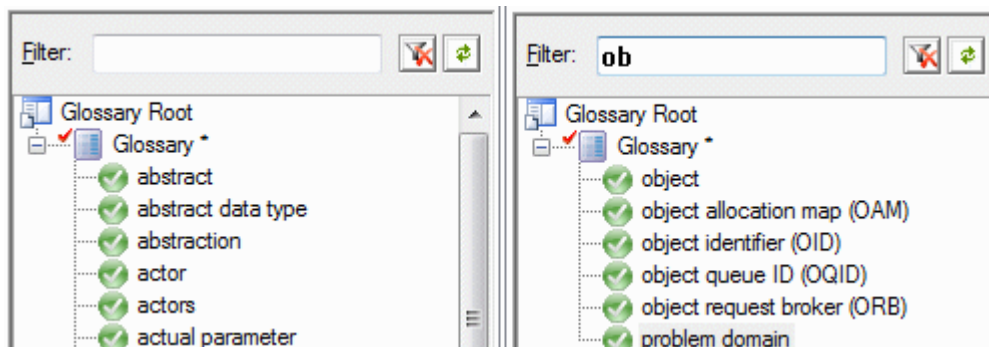 Filter:
Glossary Root
Glossary *
abstract
abstract data type
abstraction
actor
actors
actual parameter
Filter: ob
Glossary Root
Glossary *
object
object allocation map (OAM)
object identifier (OID)
object queue ID (OQID)
object request broker (ORB)
problem domain